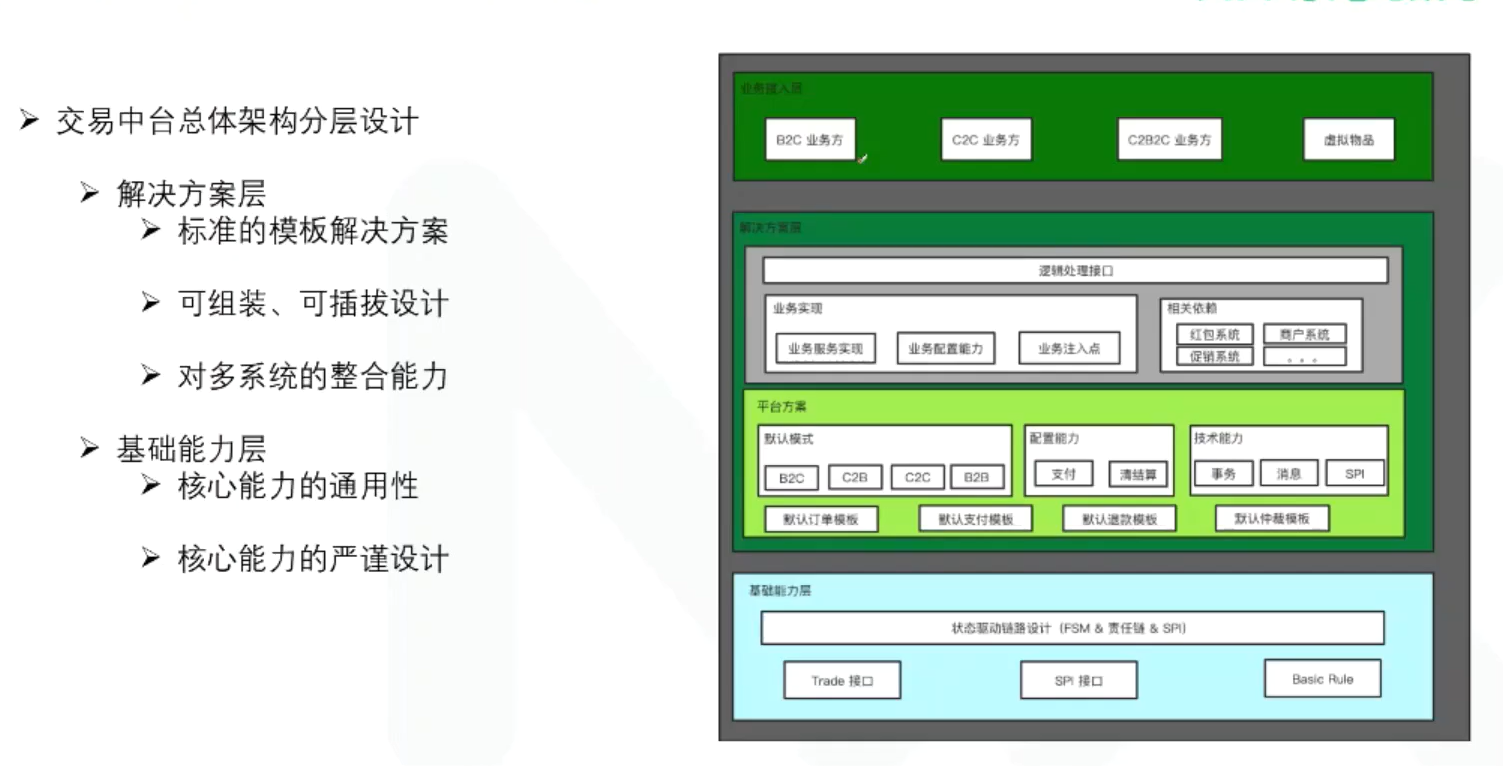 交易中台总体架构分层设计
解决方案层
标准的模板解决方案
可组装、可插拔设计
对多系统的整合能力
基础能力层
核心能力的通用性
核心能力的严谨设计
业务接入层
B2C 业务方
C2C 业务方
C2B2C 业务方
虚拟物品
解决方案层
逻辑处理接口
业务实现
业务服务实现
业务配置能力
业务注入点
相关依赖
红包系统
商户系统
促销系统
。。。
平台方案
默认模式
B2C
C2B
C2C
B2B
配置能力
支付
清结算
技术能力
事务
消息
SPI
默认订单模板
默认支付模板
默认退款模板
默认仲裁模板
基础能力层
状态驱动链路设计（FSM & 责任链 & SPI）
Trade 接口
SPI 接口
Basic Rule